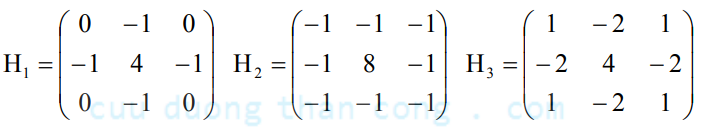 H₁ = ( 0 −1 0 ; −1 4 −1 ; 0 −1 0 ) H₂ = ( −1 −1 −1 ; −1 8 −1 ; −1 −1 −1 ) H₃ = ( 1 −2 1 ; −2 4 −2 ; 1 −2 1 )
cuu duong than cong . com